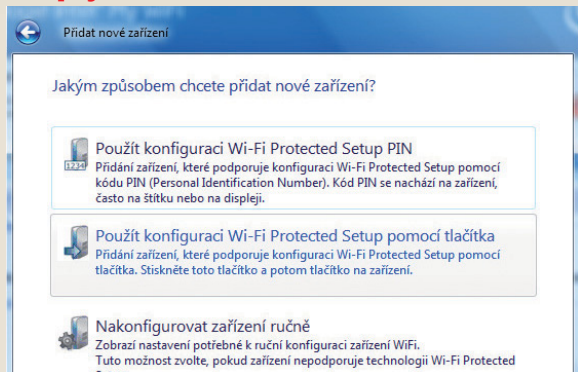 Přidat nové zařízení
Jakým způsobem chcete přidat nové zařízení?
Použít konfiguraci Wi-Fi Protected Setup PIN
1234
Přidání zařízení, které podporuje konfiguraci Wi-Fi Protected Setup pomocí
kódu PIN (Personal Identification Number). Kód PIN se nachází na zařízení,
často na štítku nebo na displeji.
Použít konfiguraci Wi-Fi Protected Setup pomocí tlačítka
Přidání zařízení, které podporuje konfiguraci Wi-Fi Protected Setup pomocí
tlačítka. Stiskněte toto tlačítko a potom tlačítko na zařízení.
Nakonfigurovat zařízení ručně
Zobrazí nastavení potřebné k ruční konfiguraci zařízení WiFi.
Tuto možnost zvolte, pokud zařízení nepodporuje technologii Wi-Fi Protected